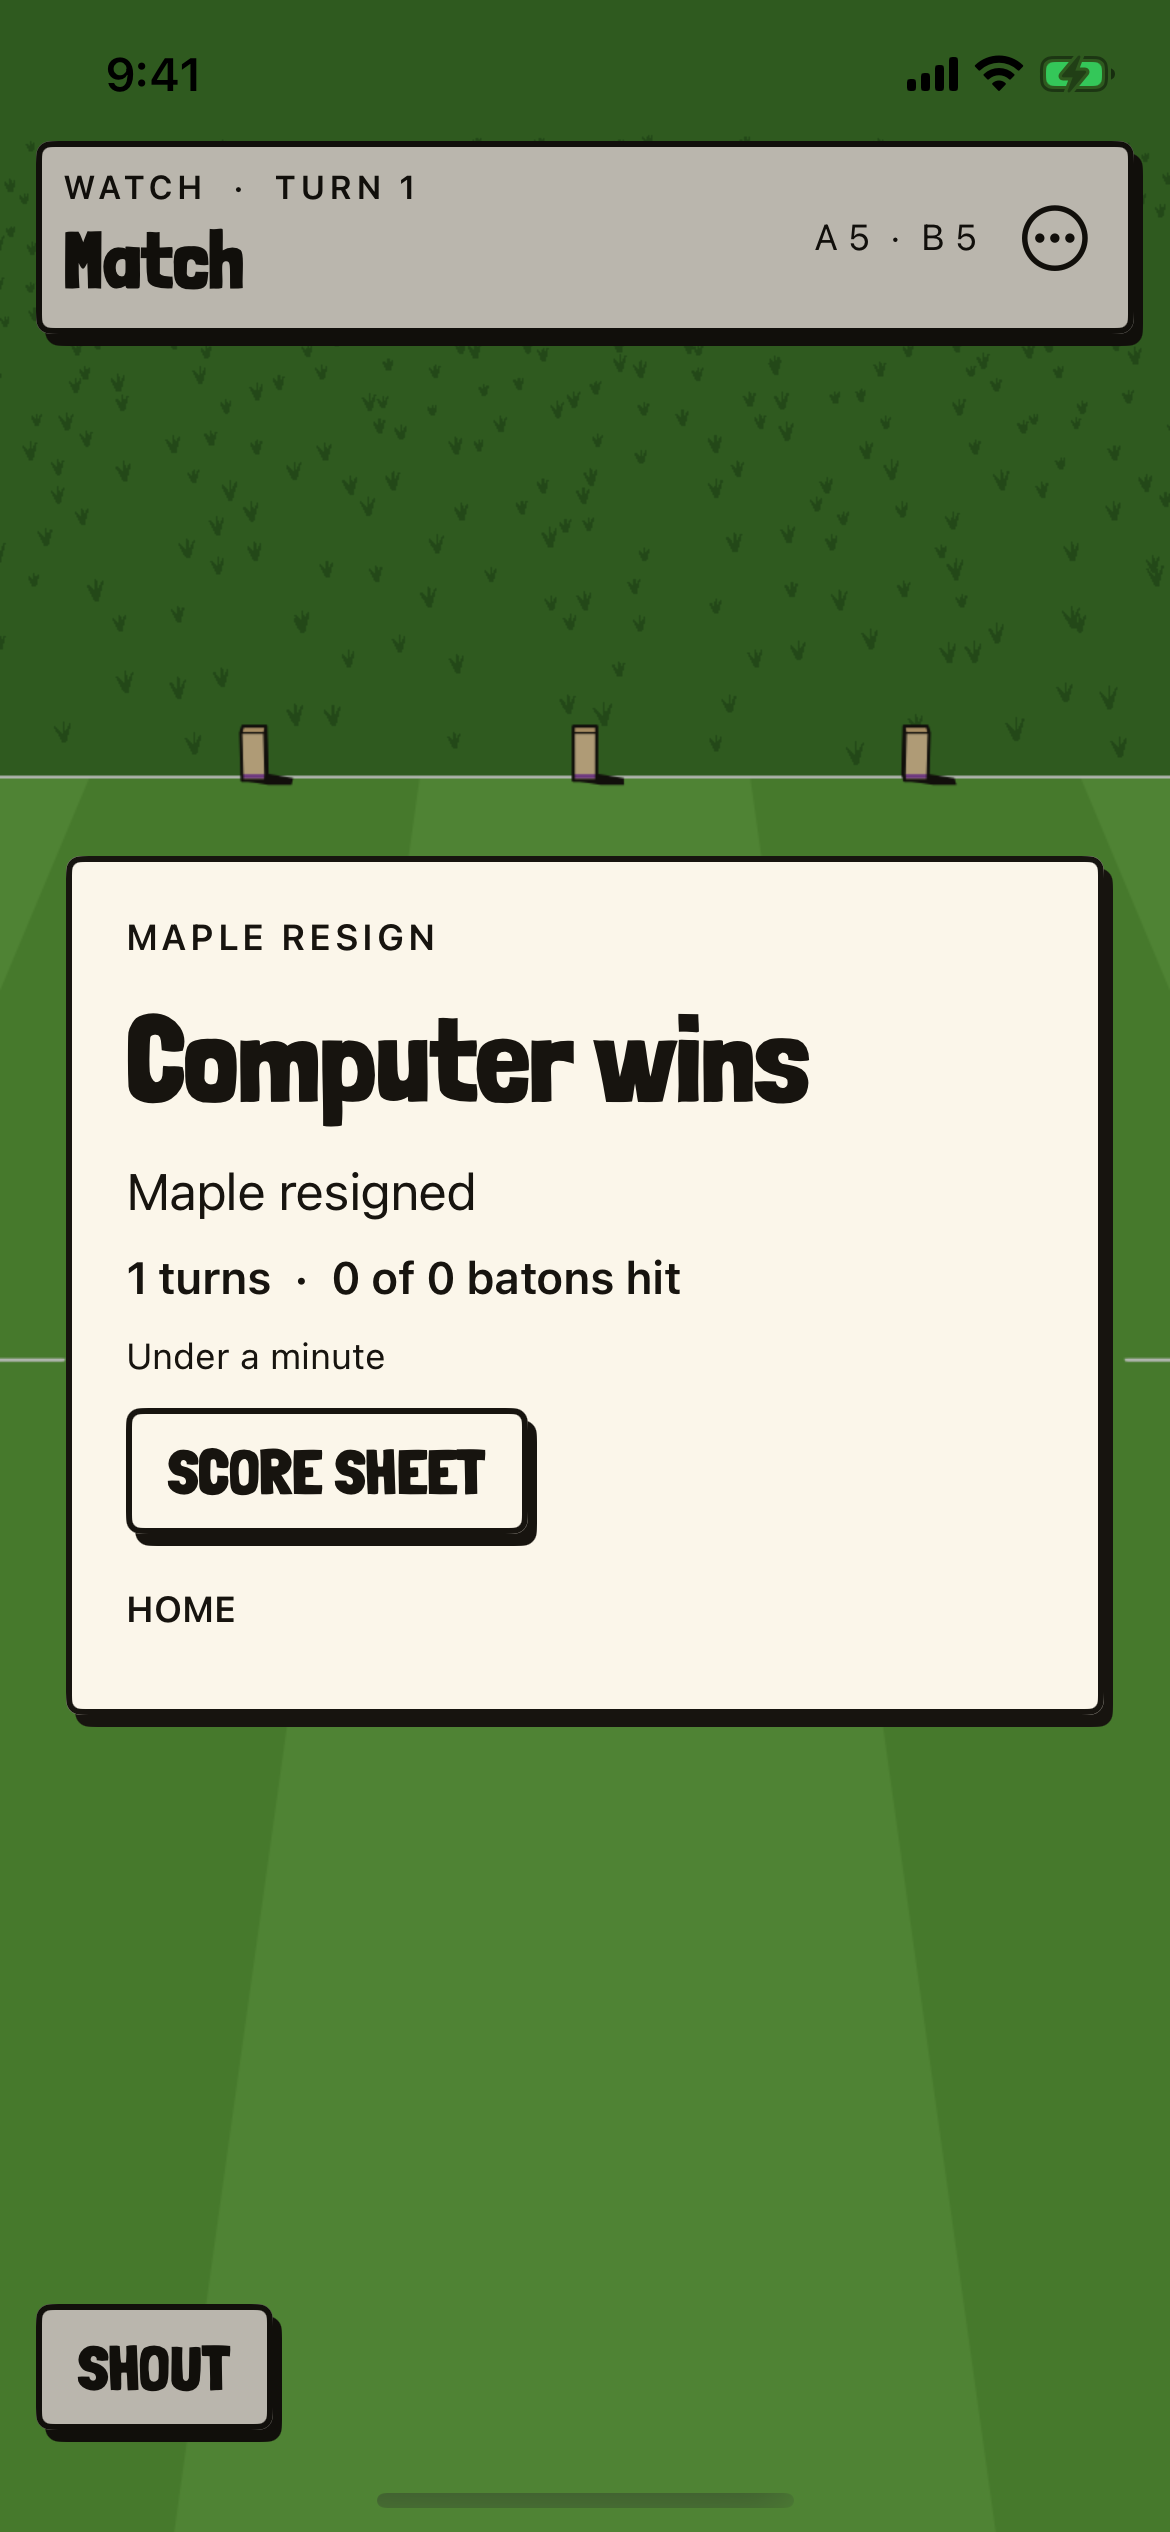 9:41
WATCH · TURN 1
Match
A 5 · B 5
MAPLE RESIGN
Computer wins
Maple resigned
1 turns · 0 of 0 batons hit
Under a minute
SCORE SHEET
HOME
SHOUT